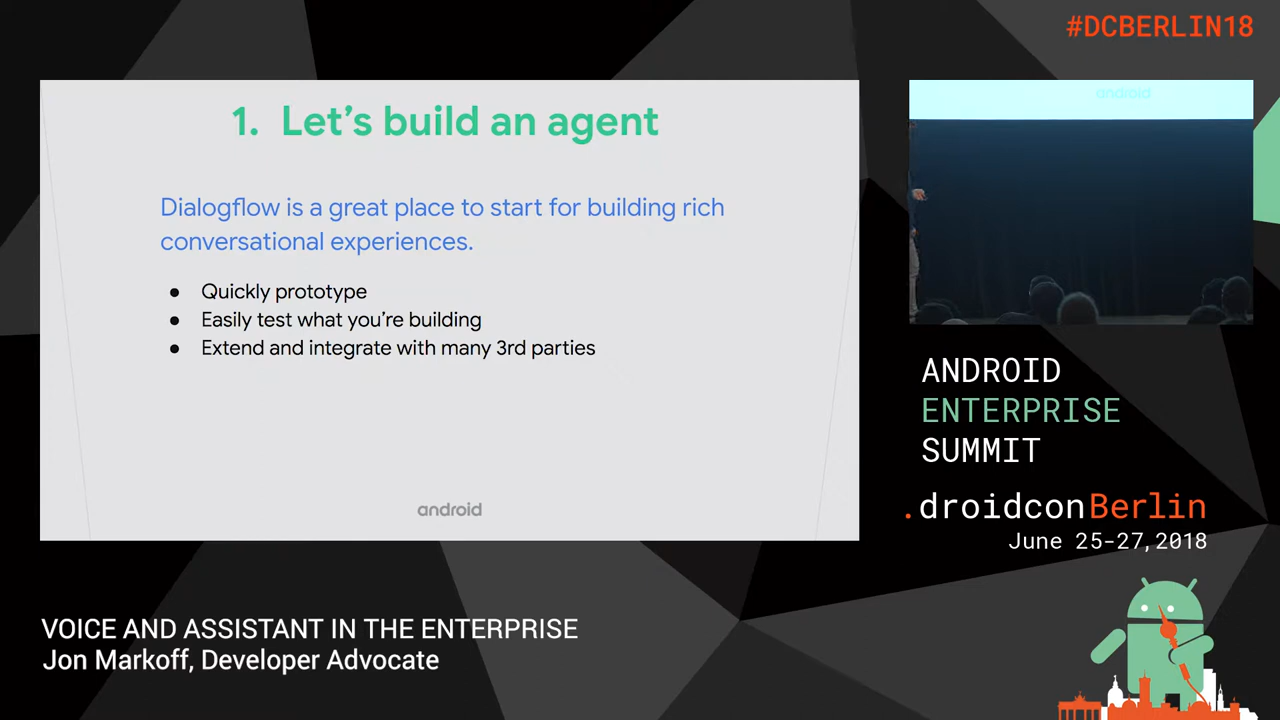 #DCBERLIN18
1. Let's build an agent
Dialogflow is a great place to start for building rich
conversational experiences.
● Quickly prototype
● Easily test what you're building
● Extend and integrate with many 3rd parties
android
android
ANDROID
ENTERPRISE
SUMMIT
.droidconBerlin
June 25-27, 2018
VOICE AND ASSISTANT IN THE ENTERPRISE
Jon Markoff, Developer Advocate